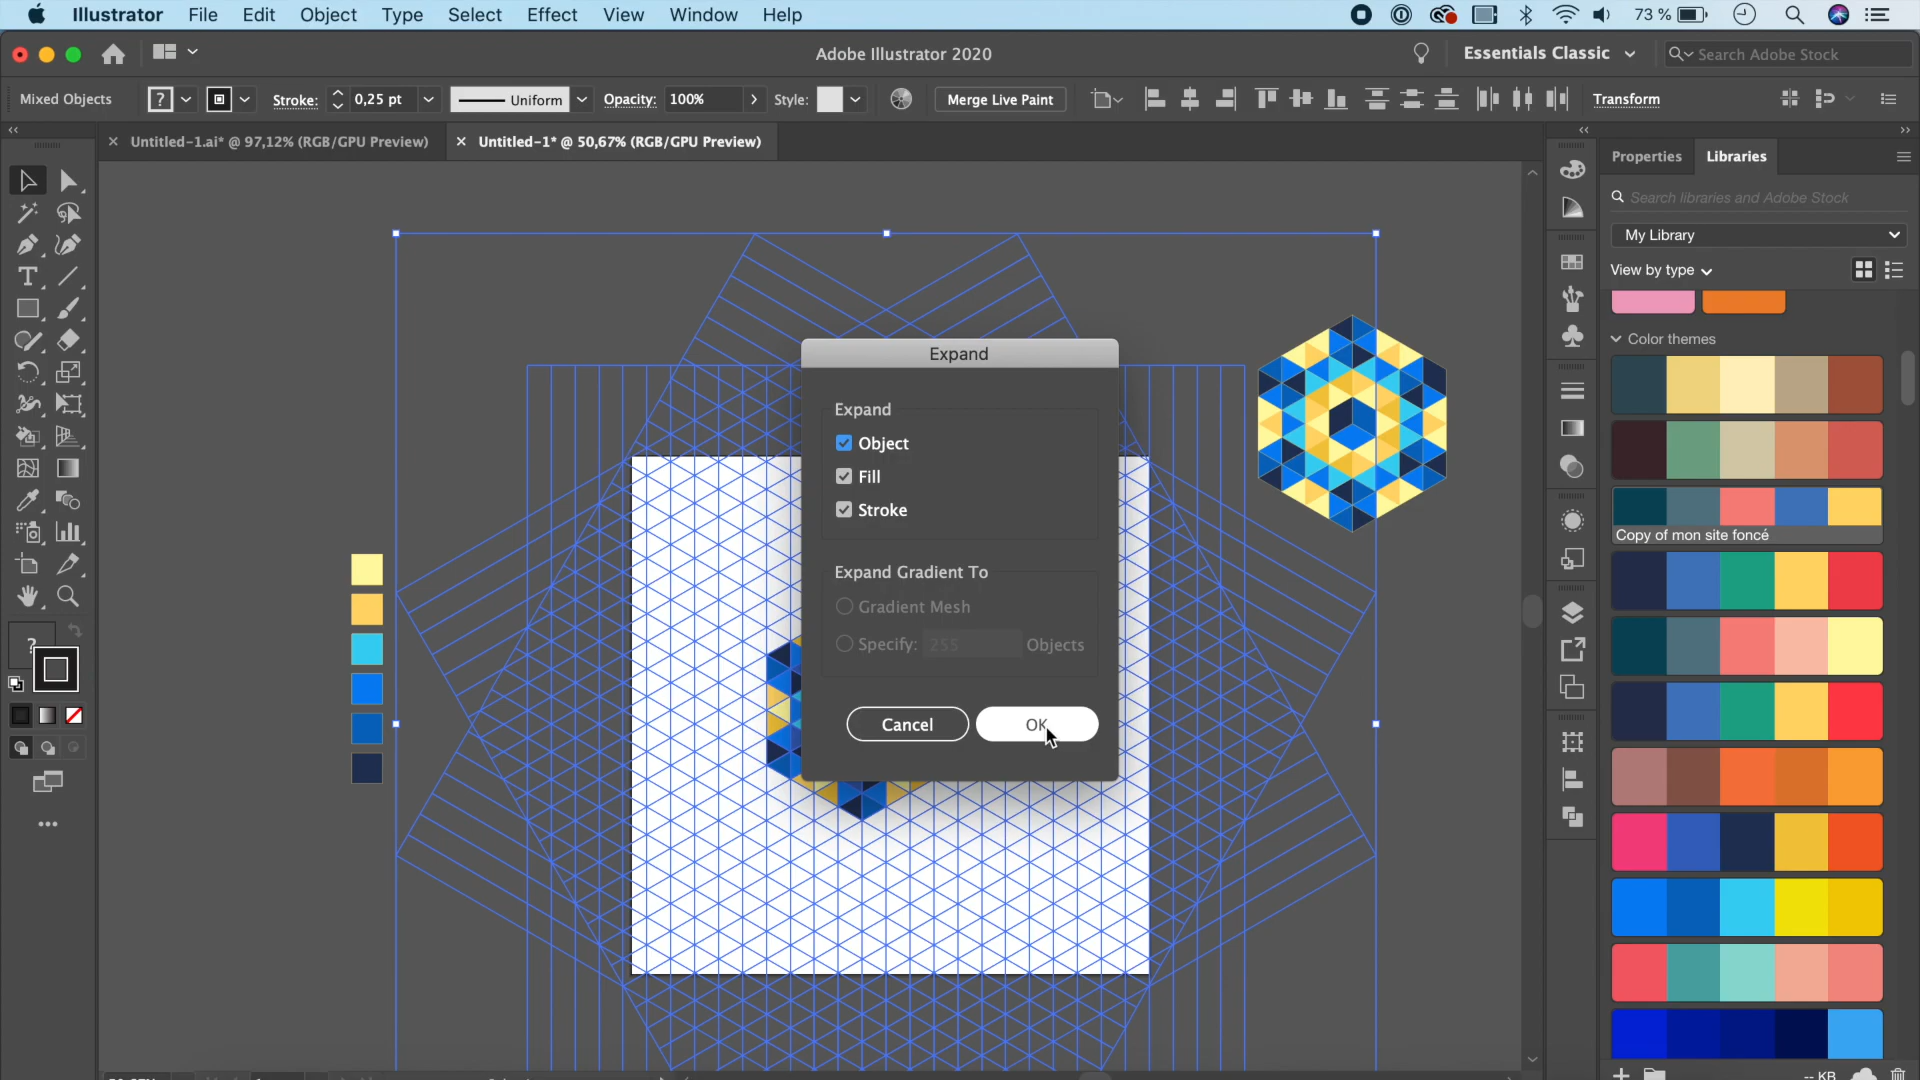 Illustrator File Edit Object Type Select Effect View Window Help 73 %
Adobe Illustrator 2020 Essentials Classic Search Adobe Stock
Mixed Objects ? Stroke: 0,25 pt Uniform Opacity: 100% Style: Merge Live Paint Transform
Untitled-1.ai* @ 97,12% (RGB/GPU Preview) Untitled-1* @ 50,67% (RGB/GPU Preview)
Properties Libraries
Search libraries and Adobe Stock
My Library
View by type
Color themes
Copy of mon site foncé
Expand
Expand
Object
Fill
Stroke
Expand Gradient To
Gradient Mesh
Specify: 255 Objects
Cancel OK
?
-- KB